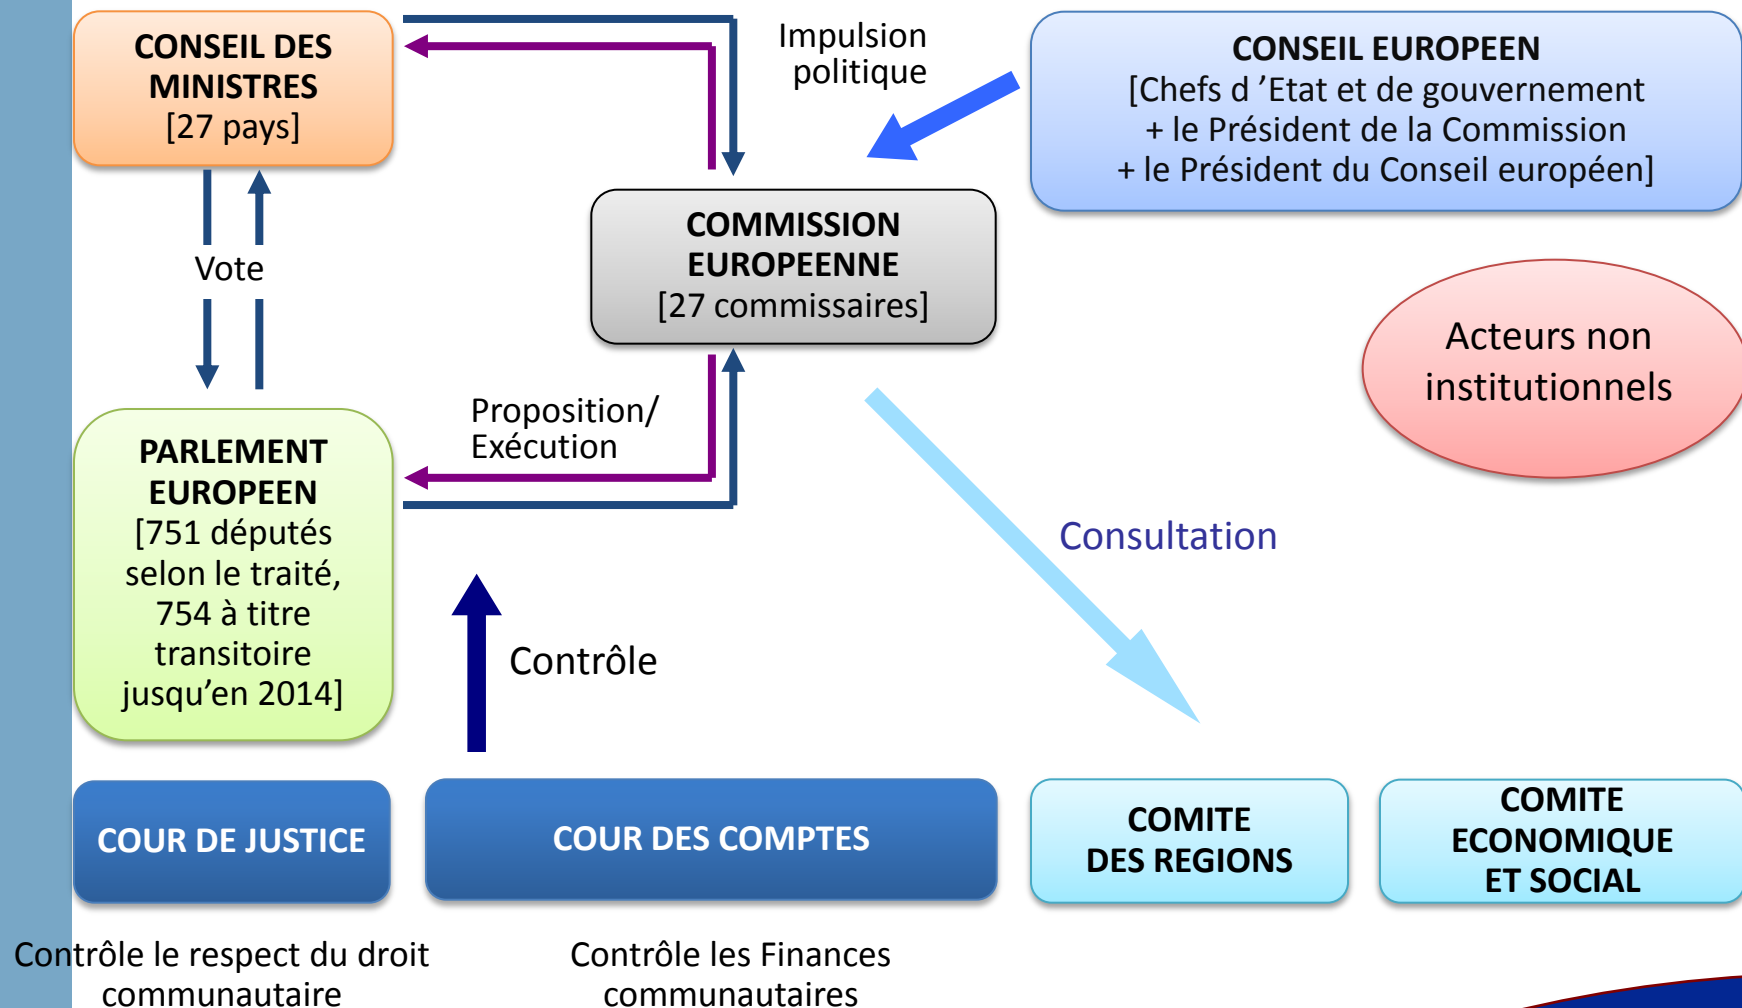 CONSEIL DES
MINISTRES
[27 pays]
Impulsion
politique
CONSEIL EUROPEEN
[Chefs d ’Etat et de gouvernement
+ le Président de la Commission
+ le Président du Conseil européen]
COMMISSION
EUROPEENNE
[27 commissaires]
Vote
Acteurs non
institutionnels
Proposition/
Exécution
PARLEMENT
EUROPEEN
[751 députés
selon le traité,
754 à titre
transitoire
jusqu’en 2014]
Consultation
Contrôle
COUR DE JUSTICE
COUR DES COMPTES
COMITE
DES REGIONS
COMITE
ECONOMIQUE
ET SOCIAL
Contrôle le respect du droit
communautaire
Contrôle les Finances
communautaires